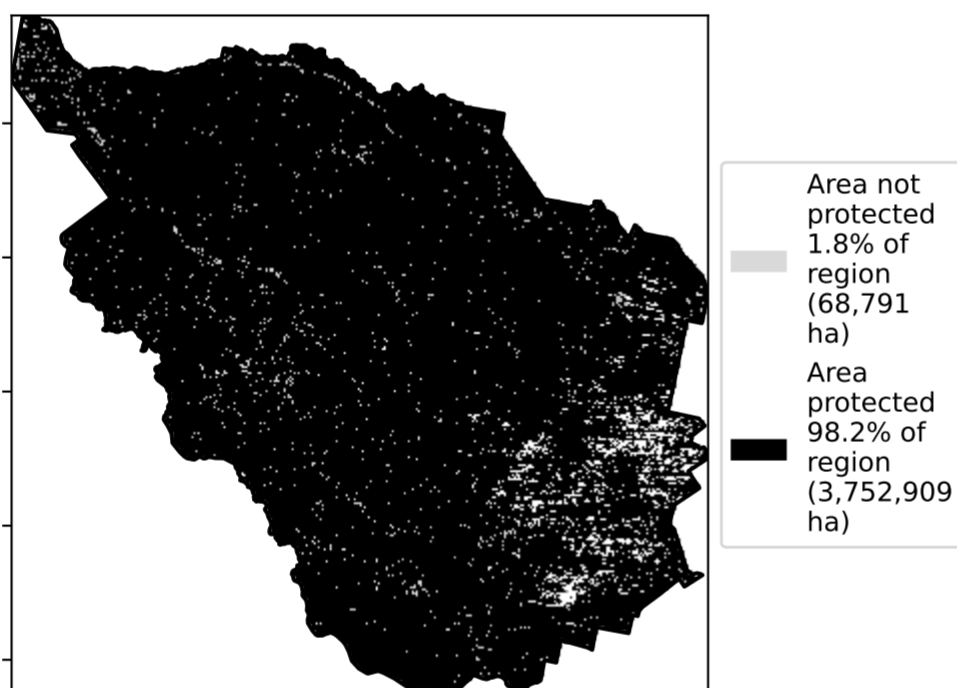 Area not
protected
1.8% of
region
(68,791
ha)
Area
protected
98.2% of
region
(3,752,909
ha)